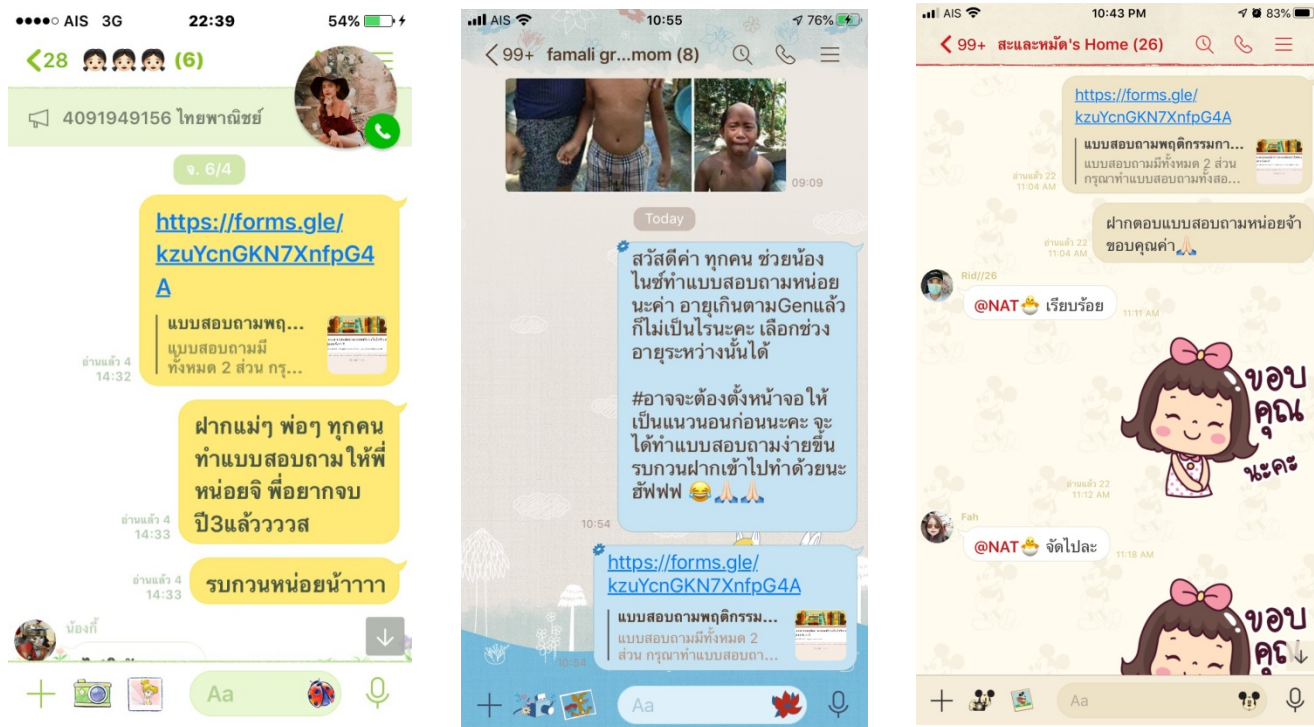 AIS 3G 22:39 54%
28 (6)
4091949156 ไทยพาณิชย์
จ. 6/4
https://forms.gle/
kzuYcnGKN7XnfpG4
A
แบบสอบถามพฤ...
แบบสอบถามมี
ทั้งหมด 2 ส่วน กรุ...
อ่านแล้ว 4
14:32
ฝากแม่ๆ พ่อๆ ทุกคน
ทำแบบสอบถามให้พี่
หน่อยจิ พี่อยากจบ
ปี3แล้ววววส
อ่านแล้ว 4
14:33
รบกวนหน่อยน้าาาา
อ่านแล้ว 4
14:33
น้องกี้
Aa
AIS 10:55 76%
99+ famali gr...mom (8)
09:09
Today
สวัสดีค่า ทุกคน ช่วยน้อง
ไนซ์ทำแบบสอบถามหน่อย
นะค่า อายุเกินตามGenแล้ว
ก็ไม่เป็นไรนะคะ เลือกช่วง
อายุระหว่างนั้นได้
#อาจจะต้องตั้งหน้าจอให้
เป็นแนวนอนก่อนนะคะ จะ
ได้ทำแบบสอบถามง่ายขึ้น
รบกวนฝากเข้าไปทำด้วยนะ
ฮัฟฟฟ 😂🙏🏻🙏🏻
10:54
https://forms.gle/
kzuYcnGKN7XnfpG4A
แบบสอบถามพฤติกรรม...
แบบสอบถามมีทั้งหมด 2
ส่วน กรุณาทำแบบสอบถา...
10:54
Aa
AIS 10:43 PM 83%
99+ สะและหมัด's Home (26)
https://forms.gle/
kzuYcnGKN7XnfpG4A
แบบสอบถามพฤติกรรมกา...
แบบสอบถามมีทั้งหมด 2 ส่วน
กรุณาทำแบบสอบถามทั้งสอ...
อ่านแล้ว 22
11:04 AM
ฝากตอบแบบสอบถามหน่อยจ้า
ขอบคุณค่า🙏🏻
อ่านแล้ว 22
11:04 AM
Rid//26
@NAT🐣 เรียบร้อย
11:11 AM
ขอบ
คุณ
นะคะ
อ่านแล้ว 22
11:12 AM
Fah
@NAT🐣 จัดไปละ
11:18 AM
ขอบ
คุณ
Aa